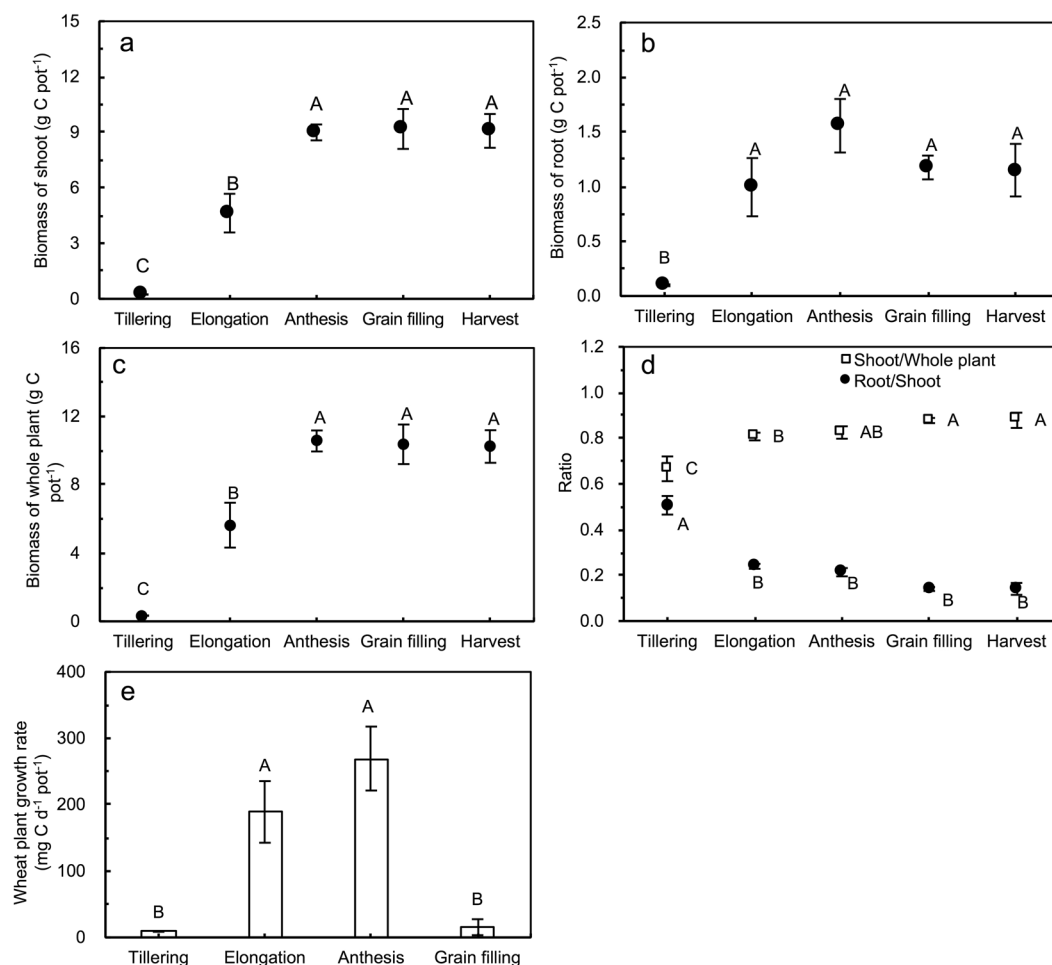 a
Biomass of shoot (g C pot-1)
15
12
9
6
3
0
C
B
A
A
A
Tillering Elongation Anthesis Grain filling Harvest
b
Biomass of root (g C pot-1)
2.5
2.0
1.5
1.0
0.5
0.0
B
A
A
A
A
Tillering Elongation Anthesis Grain filling Harvest
c
Biomass of whole plant (g C
pot-1)
16
12
8
4
0
C
B
A
A
A
Tillering Elongation Anthesis Grain filling Harvest
d
Shoot/Whole plant
Root/Shoot
Ratio
1.2
1.0
0.8
0.6
0.4
0.2
0.0
C
B
AB
A
A
A
B
B
B
B
Tillering Elongation Anthesis Grain filling Harvest
e
Wheat plant growth rate
(mg C d-1 pot-1)
400
300
200
100
0
B
A
A
B
Tillering Elongation Anthesis Grain filling